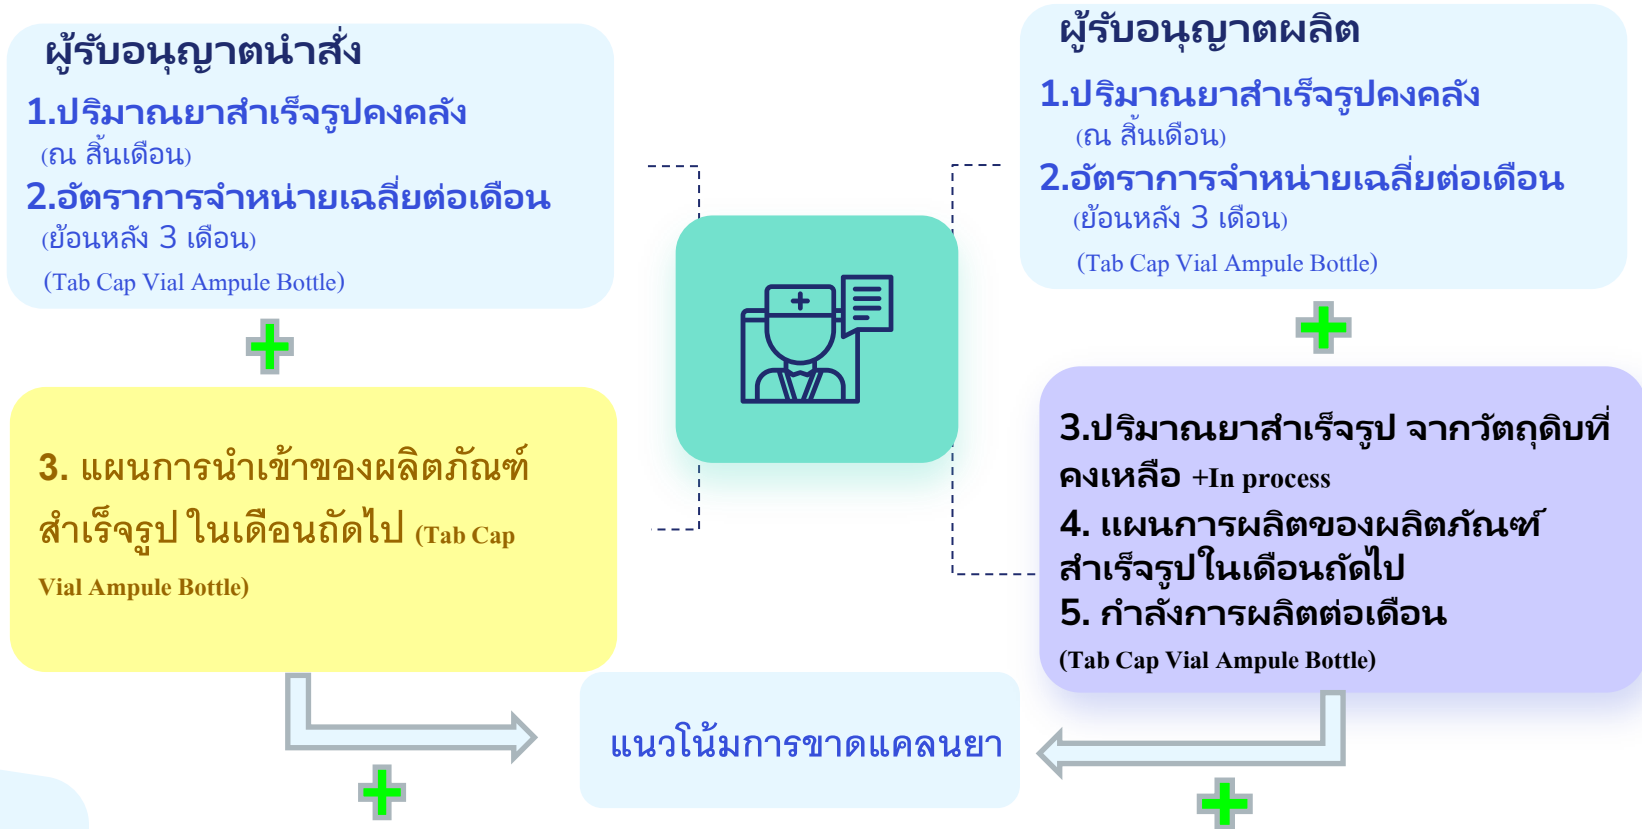 ผู้รับอนุญาตนำสั่ง
1.ปริมาณยาสำเร็จรูปคงคลัง
(ณ สิ้นเดือน)
2.อัตราการจำหน่ายเฉลี่ยต่อเดือน
(ย้อนหลัง 3 เดือน)
(Tab Cap Vial Ampule Bottle)
3. แผนการนำเข้าของผลิตภัณฑ์
สำเร็จรูป ในเดือนถัดไป (Tab Cap
Vial Ampule Bottle)
ผู้รับอนุญาตผลิต
1.ปริมาณยาสำเร็จรูปคงคลัง
(ณ สิ้นเดือน)
2.อัตราการจำหน่ายเฉลี่ยต่อเดือน
(ย้อนหลัง 3 เดือน)
(Tab Cap Vial Ampule Bottle)
3.ปริมาณยาสำเร็จรูป จากวัตถุดิบที่
คงเหลือ +In process
4. แผนการผลิตของผลิตภัณฑ์
สำเร็จรูปในเดือนถัดไป
5. กำลังการผลิตต่อเดือน
(Tab Cap Vial Ampule Bottle)
แนวโน้มการขาดแคลนยา